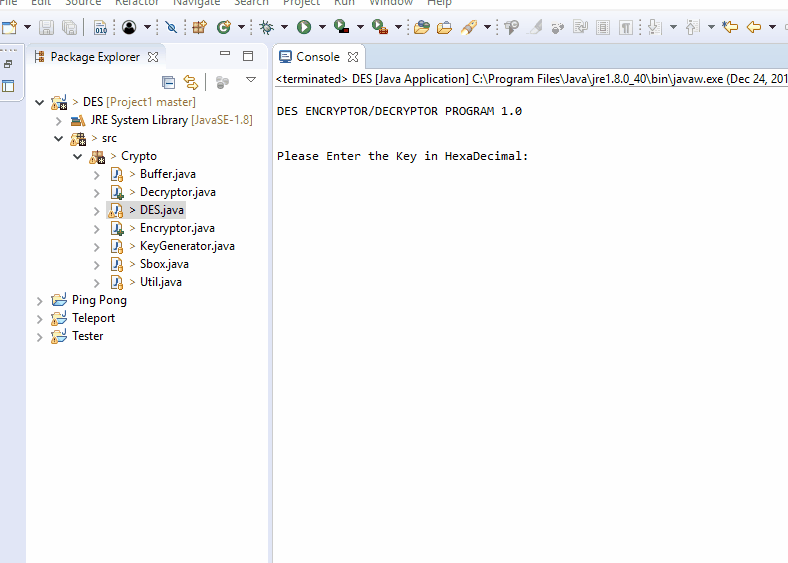 File Edit Source Refactor Navigate Search Project Run Window Help
Package Explorer
> DES [Project1 master]
JRE System Library [JavaSE-1.8]
> src
> Crypto
> Buffer.java
> Decryptor.java
> DES.java
> Encryptor.java
> KeyGenerator.java
> Sbox.java
> Util.java
Ping Pong
Teleport
Tester
Console
<terminated> DES [Java Application] C:\Program Files\Java\jre1.8.0_40\bin\javaw.exe (Dec 24, 201
DES ENCRYPTOR/DECRYPTOR PROGRAM 1.0
Please Enter the Key in HexaDecimal: